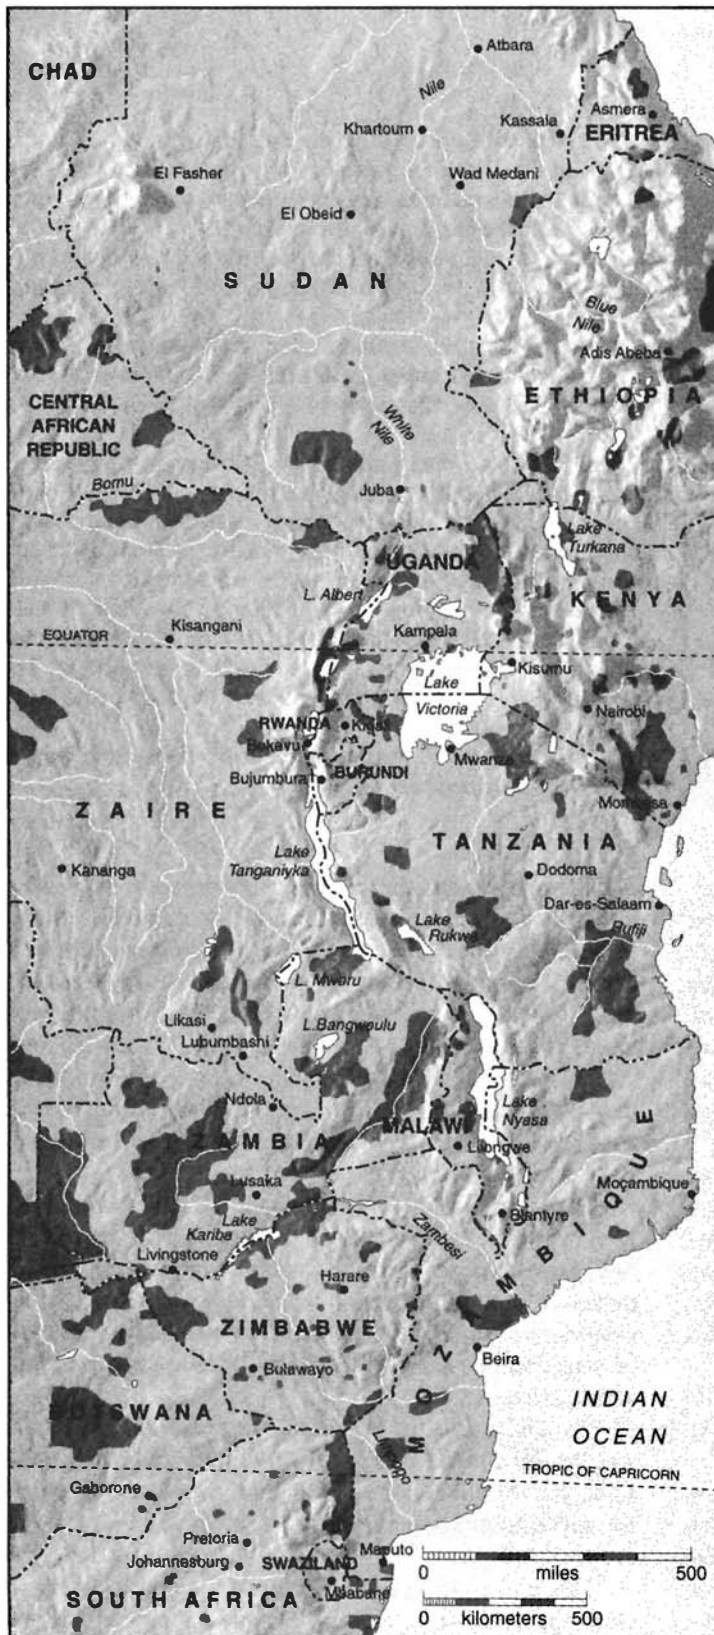 CHAD
Atbara
Nile
Khartoum
Kassala
Asmera
ERITREA
El Fasher
Wad Medani
El Obeid
SUDAN
Blue
Nile
Adis Abeba
ETHIOPIA
CENTRAL
AFRICAN
REPUBLIC
White
Nile
Bomu
Juba
Lake
Turkana
UGANDA
L. Albert
KENYA
Kisangani
EQUATOR
Kampala
Kisumu
Lake
Victoria
RWANDA
Kigali
Nairobi
Bukavu
Mwanza
Bujumbura
BURUNDI
ZAIRE
Mombasa
TANZANIA
Lake
Tanganiyka
Kananga
Dodoma
Dar-es-Salaam
Lake
Rukwe
Rufiji
L. Mweru
Likasi
L. Bangweulu
Lubumbashi
Ndola
Lake
Nyasa
MALAWI
ZAMBIA
Lilongwe
Lusaka
Moçambique
Lake
Kariba
Blantyre
Zambesi
Livingstone
Harare
MOZAMBIQUE
ZIMBABWE
Beira
Bulawayo
INDIAN
OCEAN
BOTSWANA
Limpopo
TROPIC OF CAPRICORN
Gaborone
Pretoria
Johannesburg
SWAZILAND
Maputo
Mbabane
SOUTH AFRICA
0 miles 500
0 kilometers 500